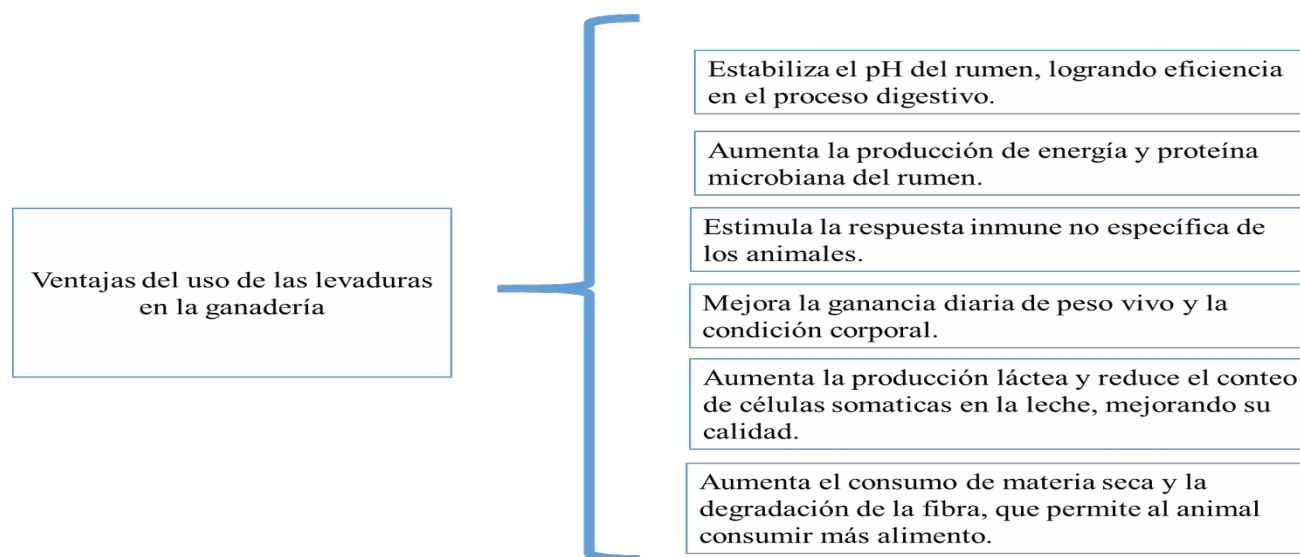 Ventajas del uso de las levaduras
en la ganadería
Estabiliza el pH del rumen, logrando eficiencia
en el proceso digestivo.
Aumenta la producción de energía y proteína
microbiana del rumen.
Estimula la respuesta inmune no específica de
los animales.
Mejora la ganancia diaria de peso vivo y la
condición corporal.
Aumenta la producción láctea y reduce el conteo
de células somaticas en la leche, mejorando su
calidad.
Aumenta el consumo de materia seca y la
degradación de la fibra, que permite al animal
consumir más alimento.